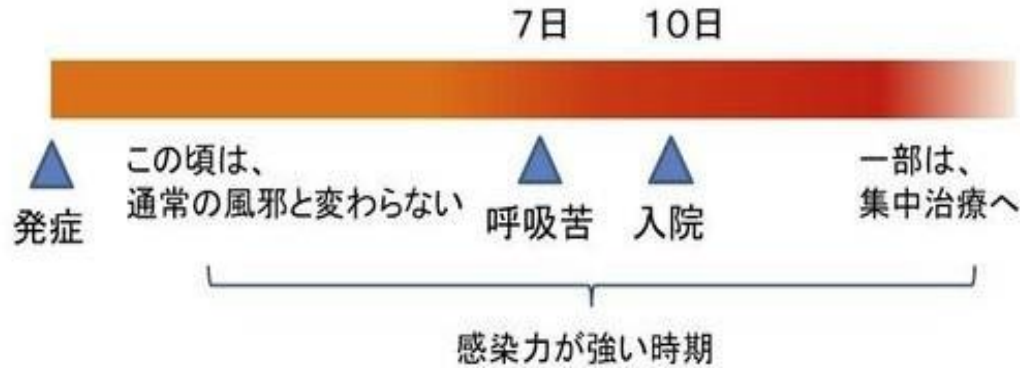 7日 10日
発症
この頃は、
通常の風邪と変わらない
呼吸苦
入院
一部は、
集中治療へ
感染力が強い時期